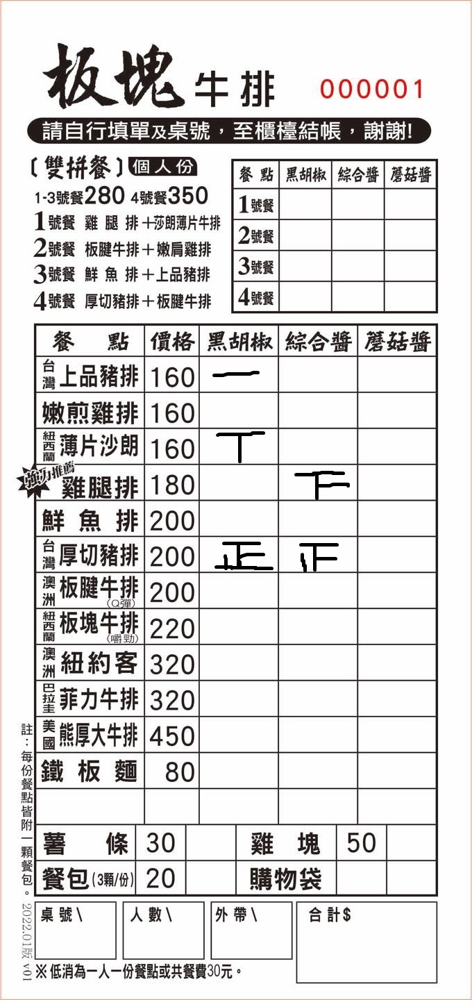 板塊牛排 000001
請自行填單及桌號，至櫃檯結帳，謝謝!
〔雙拼餐〕個人份
1-3號餐280 4號餐350
1號餐 雞腿排＋莎朗薄片牛排
2號餐 板腱牛排＋嫩肩雞排
3號餐 鮮魚排＋上品豬排
4號餐 厚切豬排＋板腱牛排
餐點 黑胡椒 綜合醬 蘑菇醬
1號餐
2號餐
3號餐
4號餐
餐點 價格 黑胡椒 綜合醬 蘑菇醬
台灣 上品豬排 160 一
嫩煎雞排 160
紐西蘭 薄片沙朗 160 丅
強力推薦 雞腿排 180 下
鮮魚排 200
台灣 厚切豬排 200 正 𤴓
澳洲 板腱牛排(Q彈) 200
紐西蘭 板塊牛排(嚼勁) 220
澳洲 紐約客 320
巴拉圭 菲力牛排 320
美國 熊厚大牛排 450
鐵板麵 80
薯條 30 雞塊 50
餐包(3顆/份) 20 購物袋
註：每份餐點皆附一顆餐包。 2022.01版 v01
桌號\ 人數\ 外帶\ 合計$
※低消為一人一份餐點或共餐費30元。